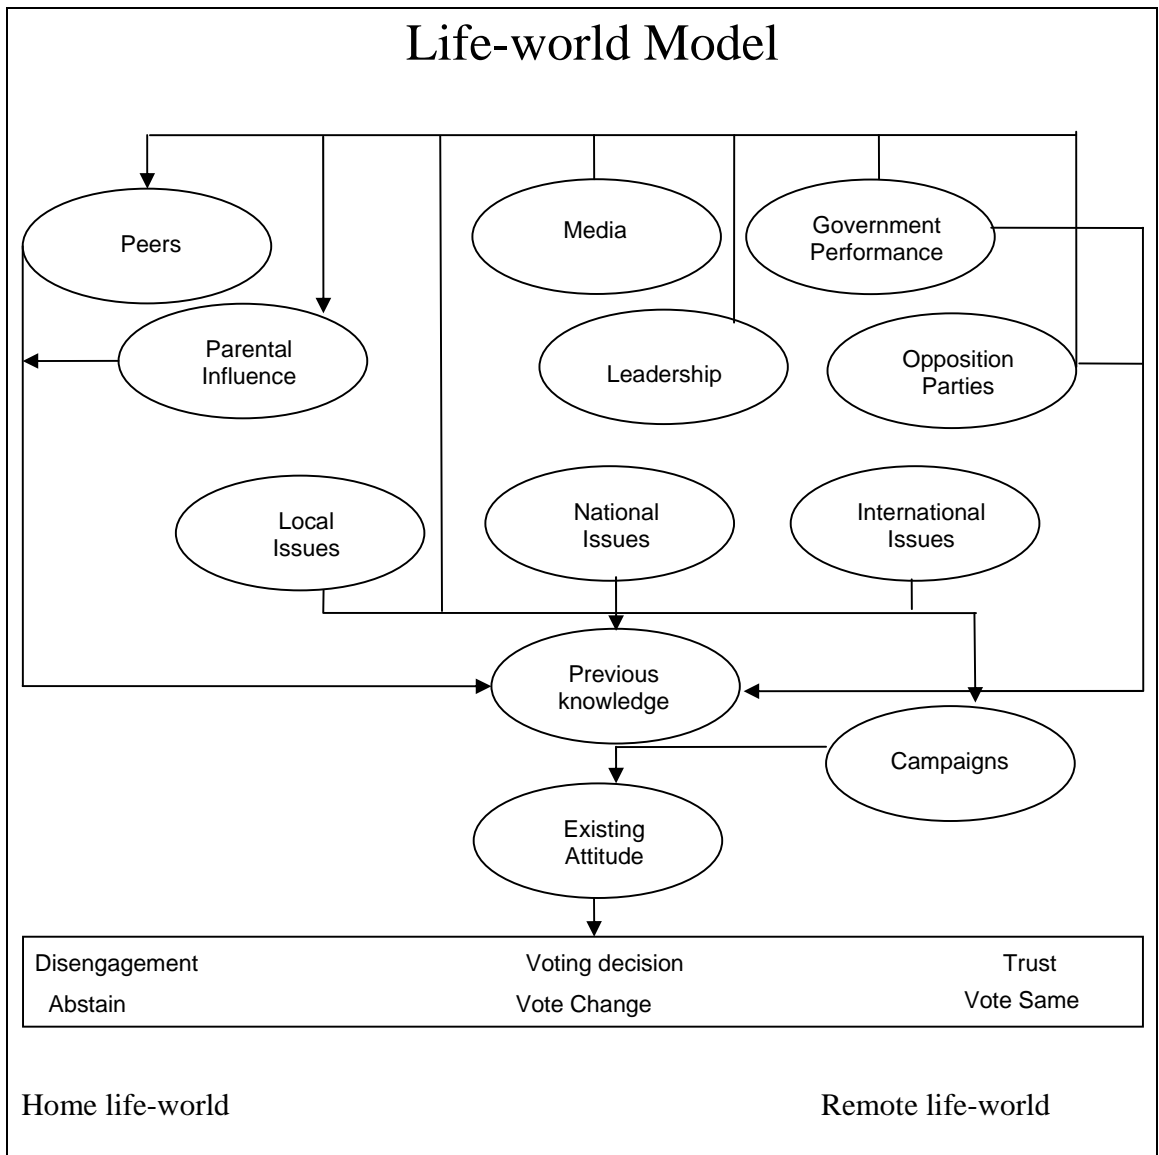 Life-world Model
Peers
Media
Government
Performance
Parental
Influence
Leadership
Opposition
Parties
Local
Issues
National
Issues
International
Issues
Previous
knowledge
Campaigns
Existing
Attitude
Disengagement
Voting decision
Trust
Abstain
Vote Change
Vote Same
Home life-world
Remote life-world